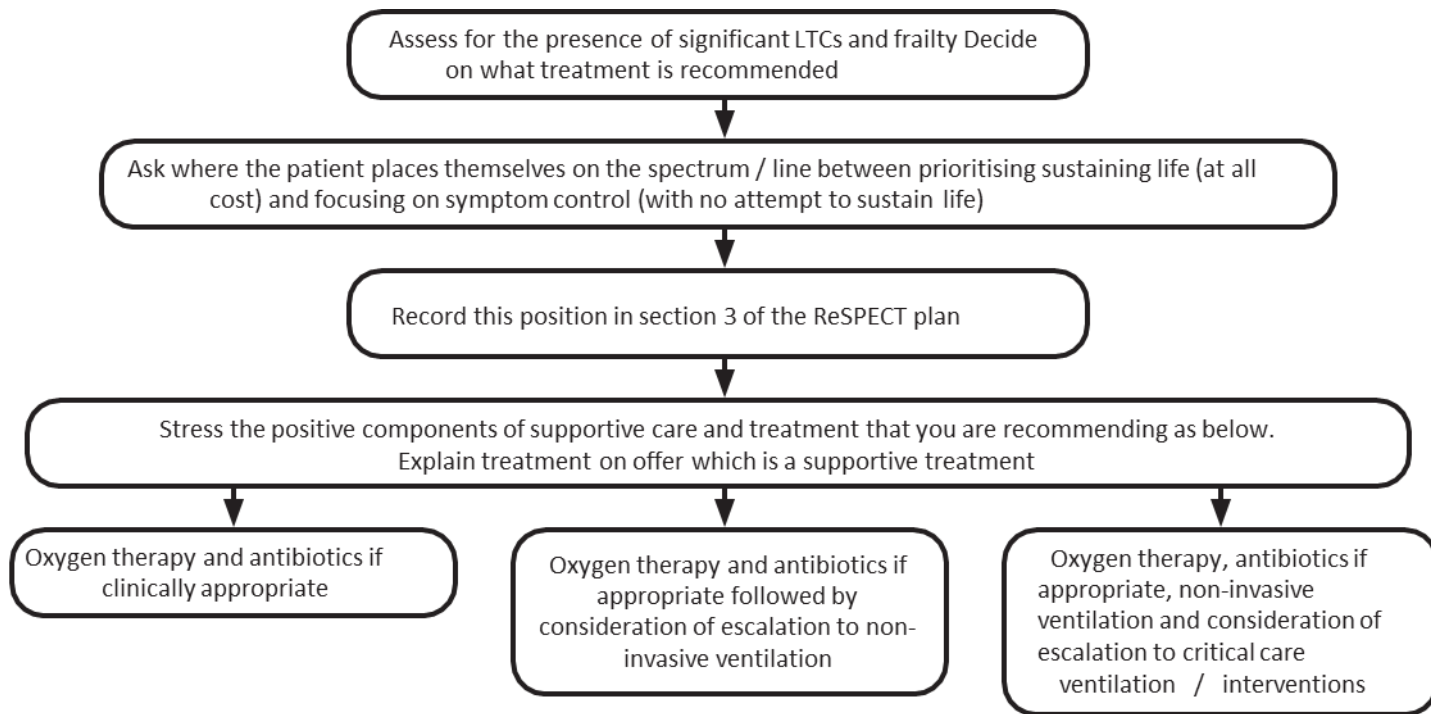 Assess for the presence of significant LTCs and frailty Decide
on what treatment is recommended
Ask where the patient places themselves on the spectrum / line between prioritising sustaining life (at all
cost) and focusing on symptom control (with no attempt to sustain life)
Record this position in section 3 of the ReSPECT plan
Stress the positive components of supportive care and treatment that you are recommending as below.
Explain treatment on offer which is a supportive treatment
Oxygen therapy and antibiotics if
clinically appropriate
Oxygen therapy and antibiotics if
appropriate followed by
consideration of escalation to non-
invasive ventilation
Oxygen therapy, antibiotics if
appropriate, non-invasive
ventilation and consideration of
escalation to critical care
ventilation / interventions